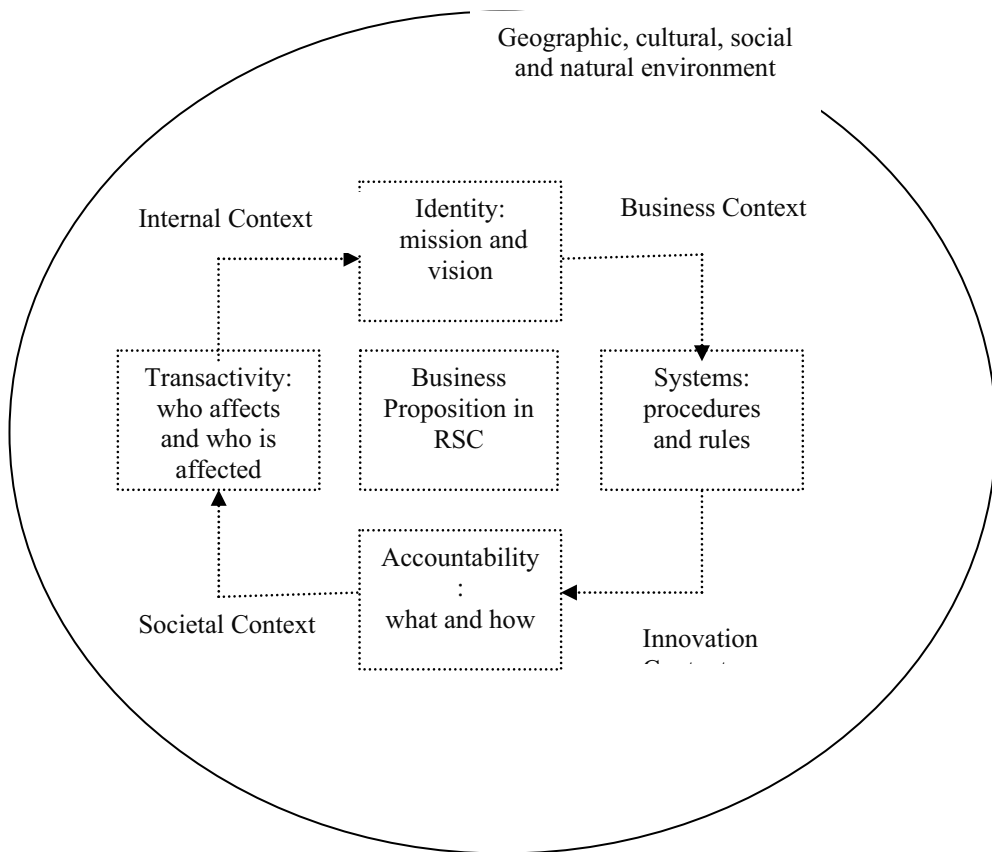 Geographic, cultural, social
and natural environment
Internal Context
Identity:
mission and
vision
Business Context
Transactivity:
who affects
and who is
affected
Business
Proposition in
RSC
Systems:
procedures
and rules
Accountability
:
what and how
Societal Context
Innovation